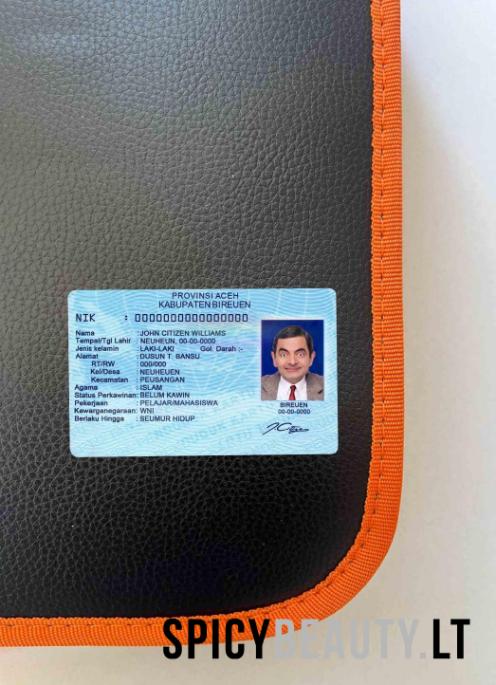 PROVINSI ACEH
KABUPATEN BIREUEN
NIK : 0000000000000000
Nama : JOHN CITIZEN WILLIAMS
Tempat/Tgl Lahir : NEUHEUN, 00-00-0000
Jenis kelamin : LAKI-LAKI Gol. Darah :-
Alamat : DUSUN T. BANSU
RT/RW : 000/000
Kel/Desa : NEUHEUEN
Kecamatan : PEUSANGAN
Agama : ISLAM
Status Perkawinan: BELUM KAWIN
Pekerjaan : PELAJAR/MAHASISWA
Kewarganegaraan: WNI
Berlaku Hingga : SEUMUR HIDUP
BIREUEN
00-00-0000
SPICYBEAUTY.LT